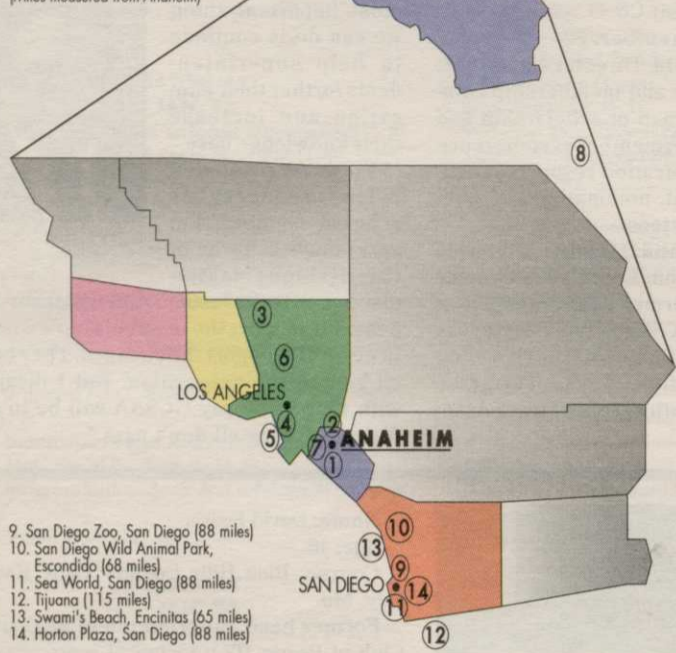 (miles measured from Anaheim)
8
3
6
LOS ANGELES
4
5
2
7
ANAHEIM
1
10
13
9
SAN DIEGO
14
11
12
9. San Diego Zoo, San Diego (88 miles)
10. San Diego Wild Animal Park,
Escondido (68 miles)
11. Sea World, San Diego (88 miles)
12. Tijuana (115 miles)
13. Swami's Beach, Encinitas (65 miles)
14. Horton Plaza, San Diego (88 miles)